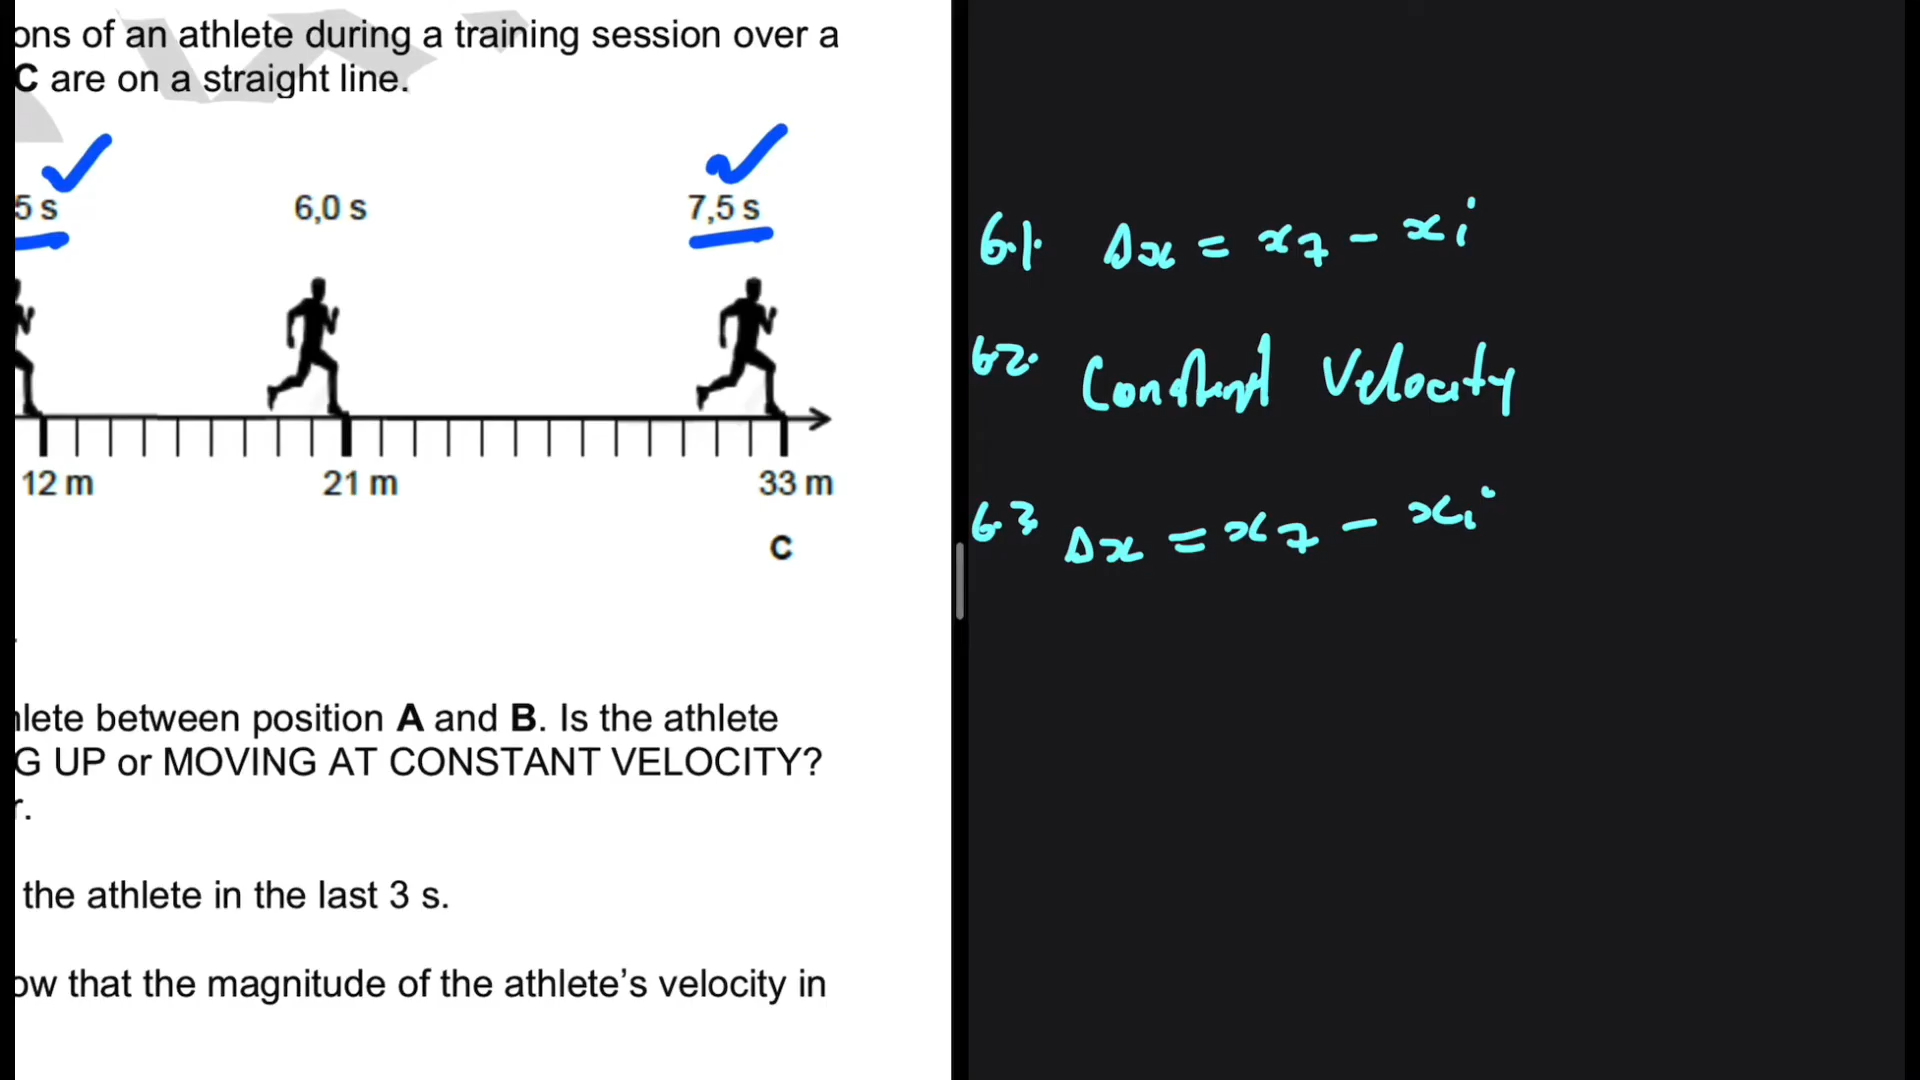 ons of an athlete during a training session over a
C are on a straight line.
5 s 6,0 s 7,5 s
12 m 21 m 33 m
C
lete between position A and B. Is the athlete
G UP or MOVING AT CONSTANT VELOCITY?
r.
the athlete in the last 3 s.
ow that the magnitude of the athlete’s velocity in
6.1. Δx = xf - xi
6.2. Constant Velocity
6.3 Δx = xf - xi